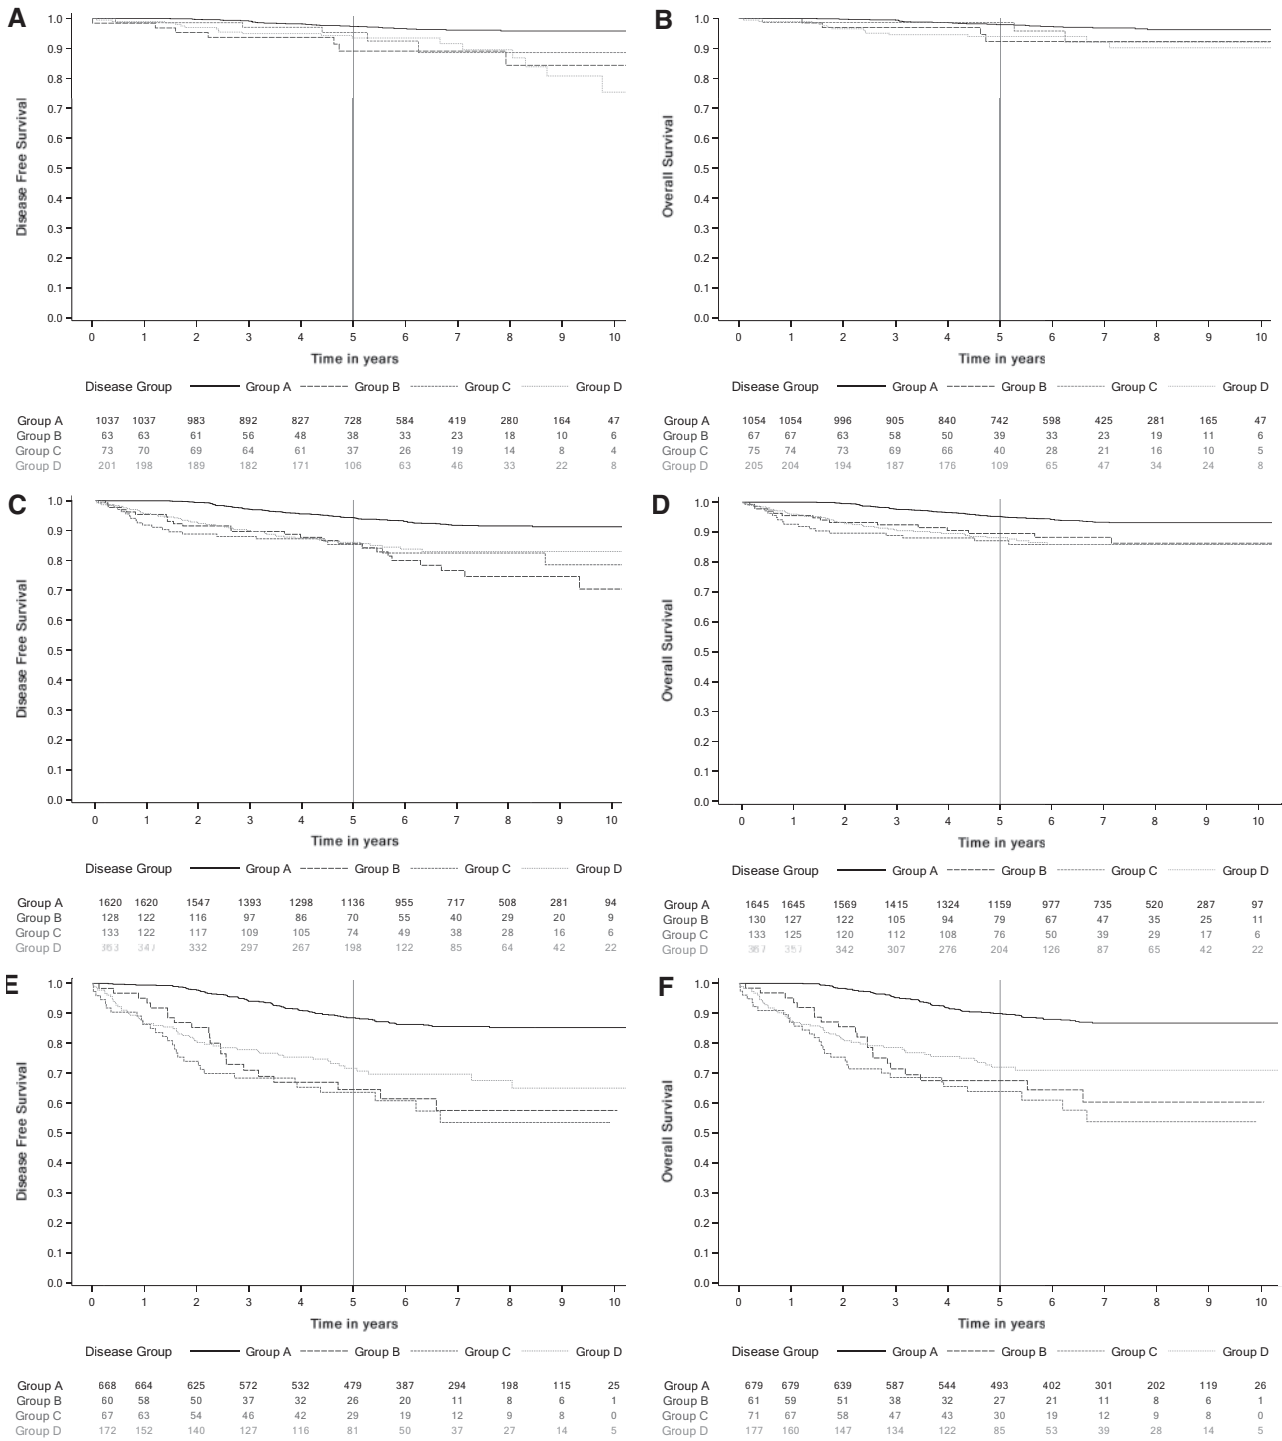 A
Disease Free Survival
1.0
0.9
0.8
0.7
0.6
0.5
0.4
0.3
0.2
0.1
0.0
0 1 2 3 4 5 6 7 8 9 10
Time in years
Disease Group Group A Group B Group C Group D
Group A 1037 1037 983 892 827 728 584 419 280 164 47
Group B 63 63 61 56 48 38 33 23 18 10 6
Group C 73 70 69 64 61 37 26 19 14 8 4
Group D 201 198 189 182 171 106 63 46 33 22 8
B
Overall Survival
1.0
0.9
0.8
0.7
0.6
0.5
0.4
0.3
0.2
0.1
0.0
0 1 2 3 4 5 6 7 8 9 10
Time in years
Disease Group Group A Group B Group C Group D
Group A 1054 1054 996 905 840 742 598 425 281 165 47
Group B 67 67 63 58 50 39 33 23 19 11 6
Group C 75 74 73 69 66 40 28 21 16 10 5
Group D 205 204 194 187 176 109 65 47 34 24 8
C
Disease Free Survival
1.0
0.9
0.8
0.7
0.6
0.5
0.4
0.3
0.2
0.1
0.0
0 1 2 3 4 5 6 7 8 9 10
Time in years
Disease Group Group A Group B Group C Group D
Group A 1620 1620 1547 1393 1298 1136 955 717 508 281 94
Group B 128 122 116 97 86 70 55 40 29 20 9
Group C 133 122 117 109 105 74 49 38 28 16 6
Group D 332 297 267 198 122 85 64 42 22
D
Overall Survival
1.0
0.9
0.8
0.7
0.6
0.5
0.4
0.3
0.2
0.1
0.0
0 1 2 3 4 5 6 7 8 9 10
Time in years
Disease Group Group A Group B Group C Group D
Group A 1645 1645 1569 1415 1324 1159 977 735 520 287 97
Group B 130 127 122 105 94 79 67 47 35 25 11
Group C 133 125 120 112 108 76 50 39 29 17 6
Group D 342 307 276 204 126 87 65 42 22
E
Disease Free Survival
1.0
0.9
0.8
0.7
0.6
0.5
0.4
0.3
0.2
0.1
0.0
0 1 2 3 4 5 6 7 8 9 10
Time in years
Disease Group Group A Group B Group C Group D
Group A 668 664 625 572 532 479 387 294 198 115 25
Group B 60 58 50 37 32 26 20 11 8 6 1
Group C 67 63 54 46 42 29 19 12 9 8 0
Group D 172 152 140 127 116 81 50 37 27 14 5
F
Overall Survival
1.0
0.9
0.8
0.7
0.6
0.5
0.4
0.3
0.2
0.1
0.0
0 1 2 3 4 5 6 7 8 9 10
Time in years
Disease Group Group A Group B Group C Group D
Group A 679 679 639 587 544 493 402 301 202 119 26
Group B 61 59 51 38 32 27 21 11 8 6 1
Group C 71 67 58 47 43 30 19 12 9 8 0
Group D 177 160 147 134 122 85 53 39 28 14 5